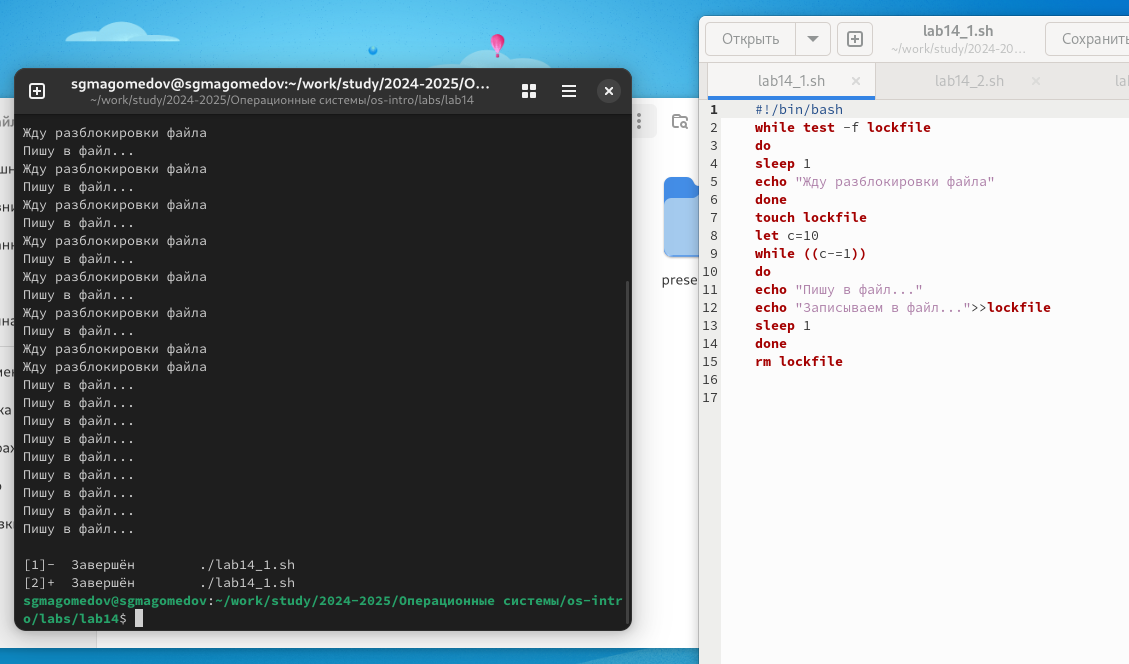 sgmagomedov@sgmagomedov:~/work/study/2024-2025/О...
~/work/study/2024-2025/Операционные системы/os-intro/labs/lab14
Жду разблокировки файла
Пишу в файл...
Жду разблокировки файла
Пишу в файл...
Жду разблокировки файла
Пишу в файл...
Жду разблокировки файла
Пишу в файл...
Жду разблокировки файла
Пишу в файл...
Жду разблокировки файла
Пишу в файл...
Жду разблокировки файла
Жду разблокировки файла
Пишу в файл...
Пишу в файл...
Пишу в файл...
Пишу в файл...
Пишу в файл...
Пишу в файл...
Пишу в файл...
Пишу в файл...
Пишу в файл...
[1]-  Завершён        ./lab14_1.sh
[2]+  Завершён        ./lab14_1.sh
sgmagomedov@sgmagomedov:~/work/study/2024-2025/Операционные системы/os-intr
o/labs/lab14$
prese
Открыть
lab14_1.sh
~/work/study/2024-20...
Сохранить
lab14_1.sh
lab14_2.sh
la
1 #!/bin/bash
2 while test -f lockfile
3 do
4 sleep 1
5 echo "Жду разблокировки файла"
6 done
7 touch lockfile
8 let c=10
9 while ((c-=1))
10 do
11 echo "Пишу в файл..."
12 echo "Записываем в файл...">>lockfile
13 sleep 1
14 done
15 rm lockfile
16
17